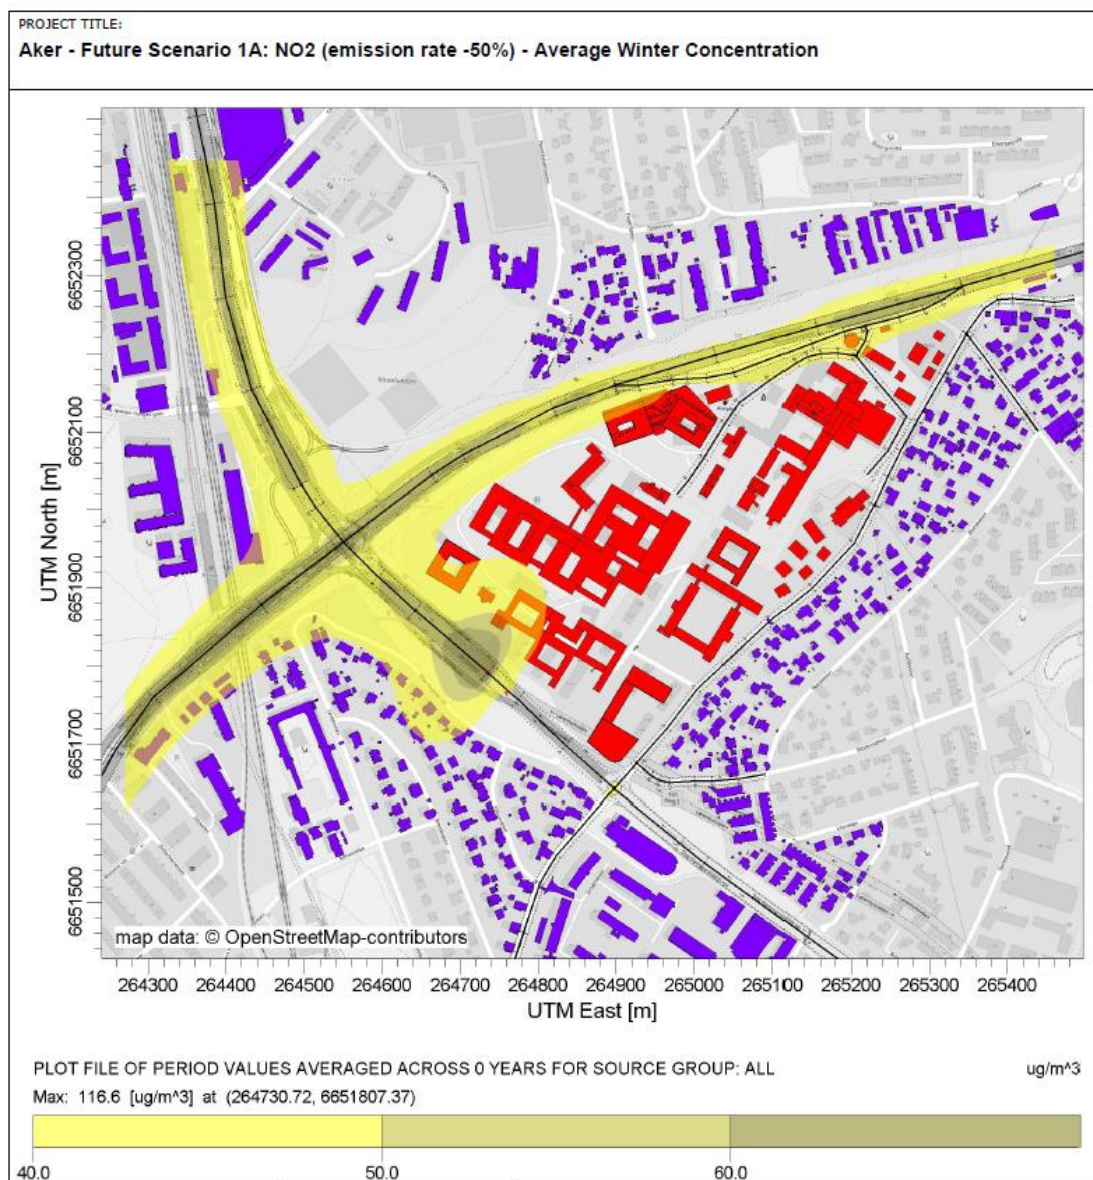 PROJECT TITLE:
Aker - Future Scenario 1A: NO2 (emission rate -50%) - Average Winter Concentration
UTM North [m]
6652300
6652100
6651900
6651700
6651500
map data: © OpenStreetMap-contributors
264300 264400 264500 264600 264700 264800 264900 265000 265100 265200 265300 265400
UTM East [m]
PLOT FILE OF PERIOD VALUES AVERAGED ACROSS 0 YEARS FOR SOURCE GROUP: ALL
ug/m^3
Max: 116.6 [ug/m^3] at (264730.72, 6651807.37)
40.0 50.0 60.0